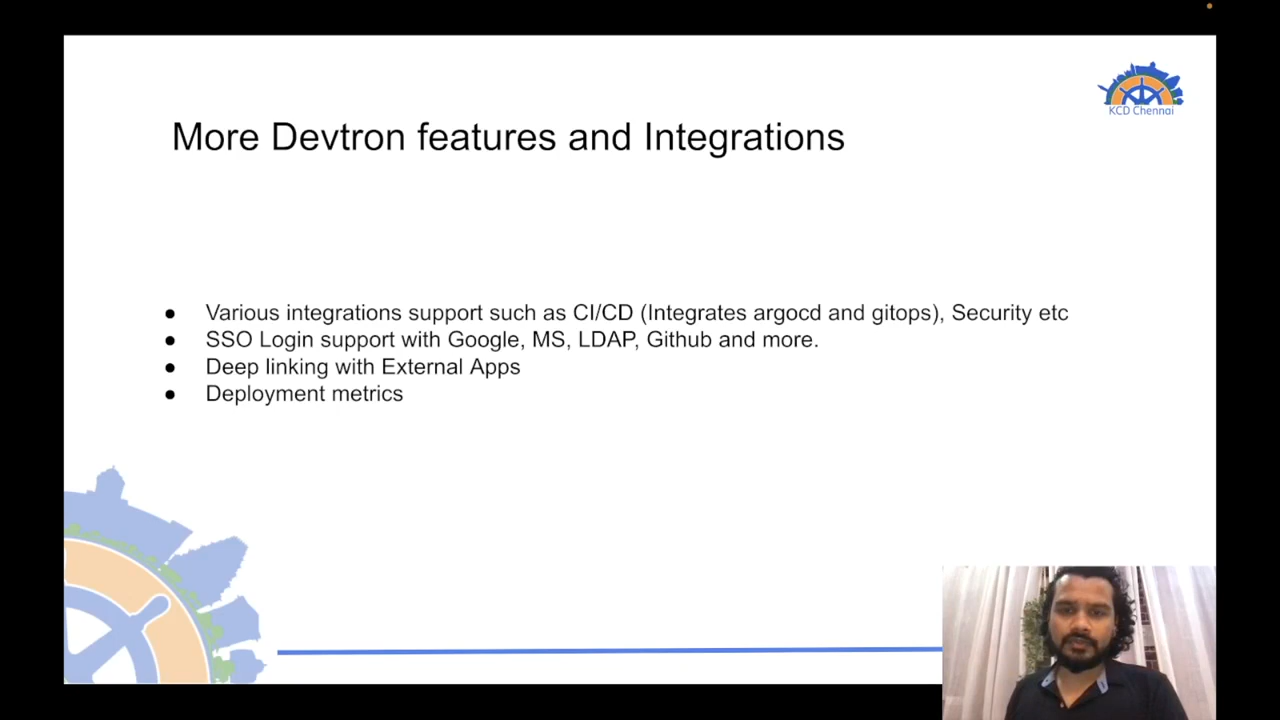 KCD Chennai
More Devtron features and Integrations
● Various integrations support such as CI/CD (Integrates argocd and gitops), Security etc
● SSO Login support with Google, MS, LDAP, Github and more.
● Deep linking with External Apps
● Deployment metrics